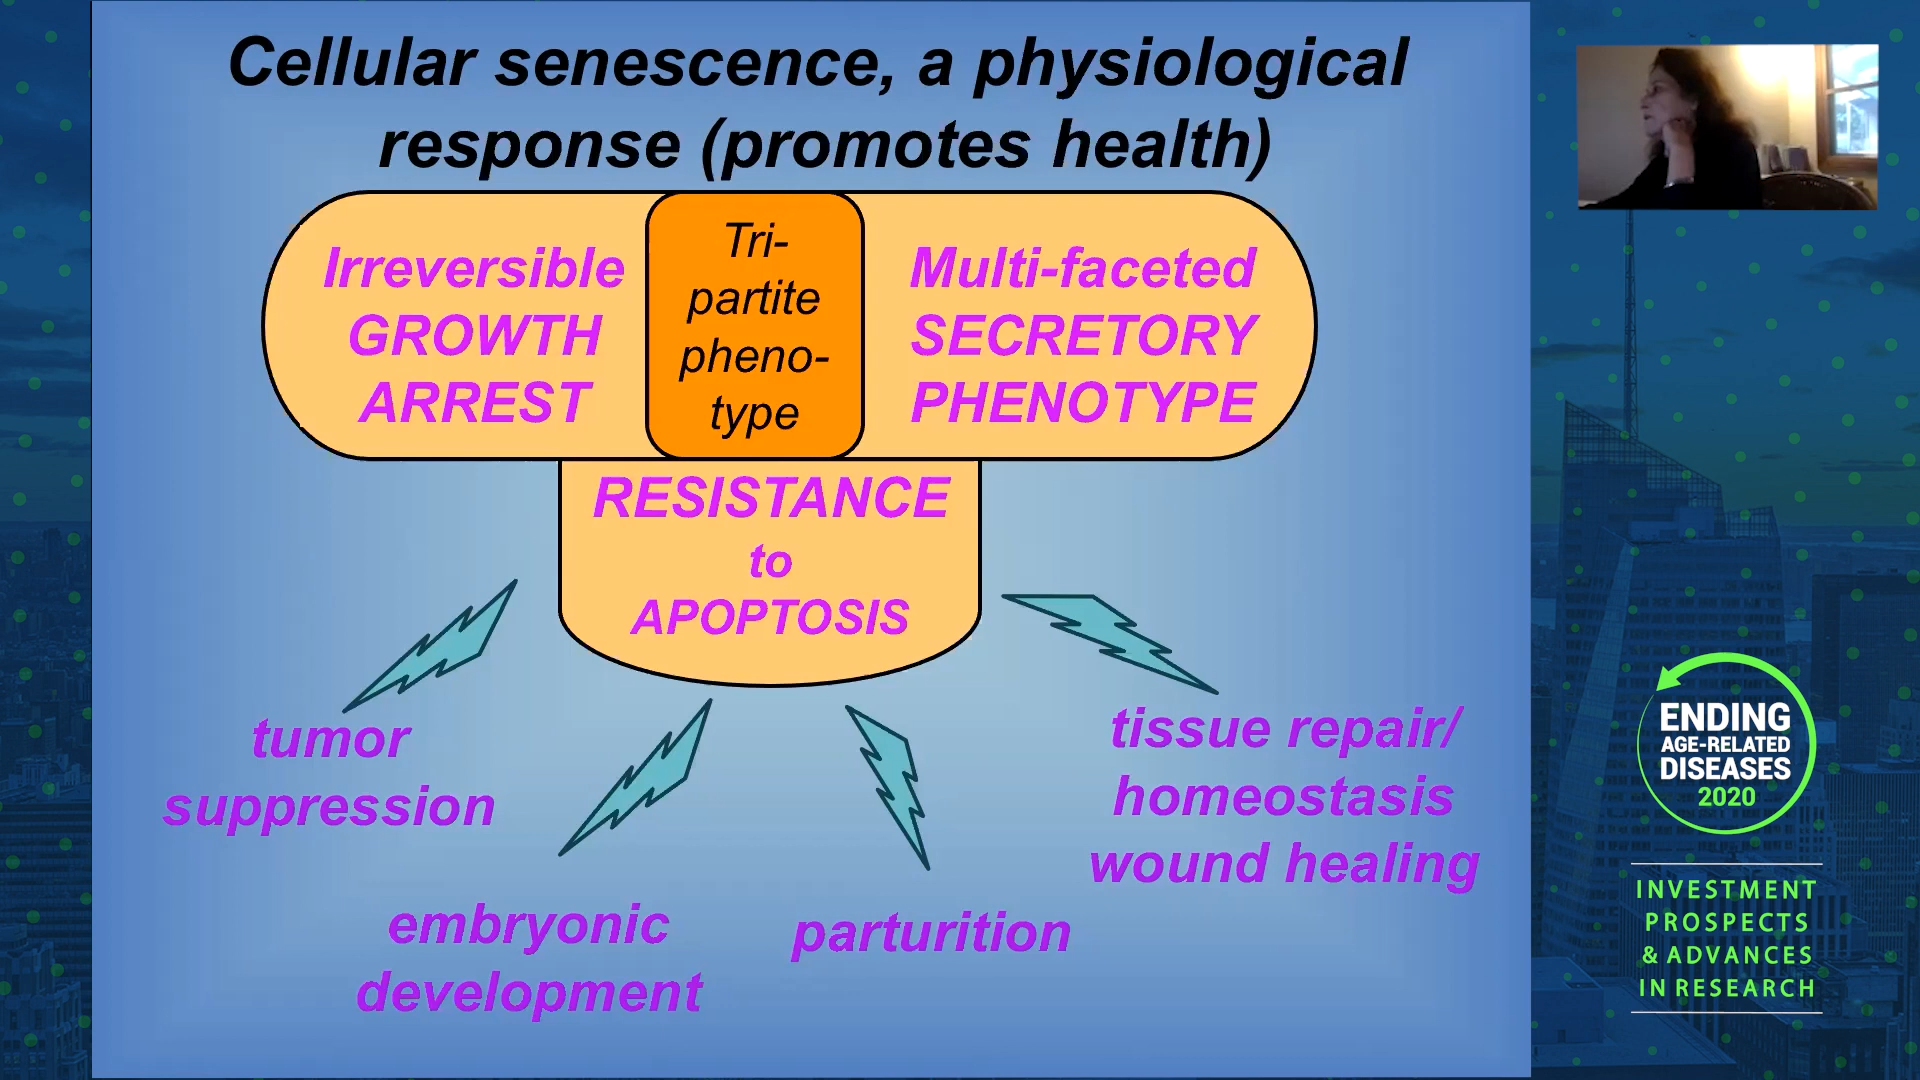 Cellular senescence, a physiological
response (promotes health)
Irreversible
GROWTH
ARREST
Tri-
partite
pheno-
type
Multi-faceted
SECRETORY
PHENOTYPE
RESISTANCE
to
APOPTOSIS
tumor
suppression
embryonic
development
parturition
tissue repair/
homeostasis
wound healing
ENDING
AGE-RELATED
DISEASES
2020
INVESTMENT
PROSPECTS
& ADVANCES
IN RESEARCH